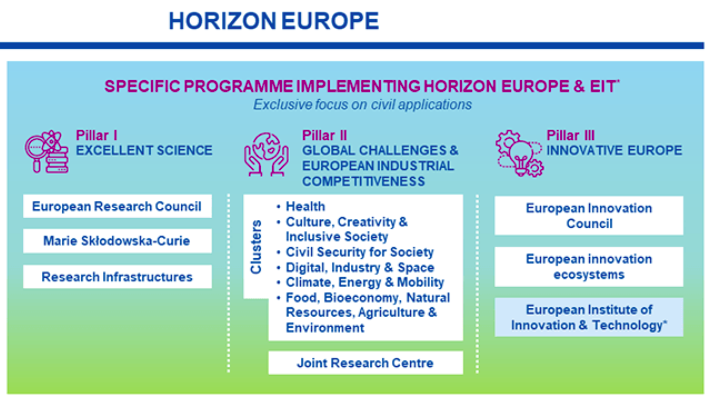 HORIZON EUROPE
SPECIFIC PROGRAMME IMPLEMENTING HORIZON EUROPE & EIT*
Exclusive focus on civil applications
Pillar I
EXCELLENT SCIENCE
European Research Council
Marie Skłodowska-Curie
Research Infrastructures
Pillar II
GLOBAL CHALLENGES &
EUROPEAN INDUSTRIAL
COMPETITIVENESS
Clusters
• Health
• Culture, Creativity &
Inclusive Society
• Civil Security for Society
• Digital, Industry & Space
• Climate, Energy & Mobility
• Food, Bioeconomy, Natural
Resources, Agriculture &
Environment
Joint Research Centre
Pillar III
INNOVATIVE EUROPE
European Innovation
Council
European innovation
ecosystems
European Institute of
Innovation & Technology*